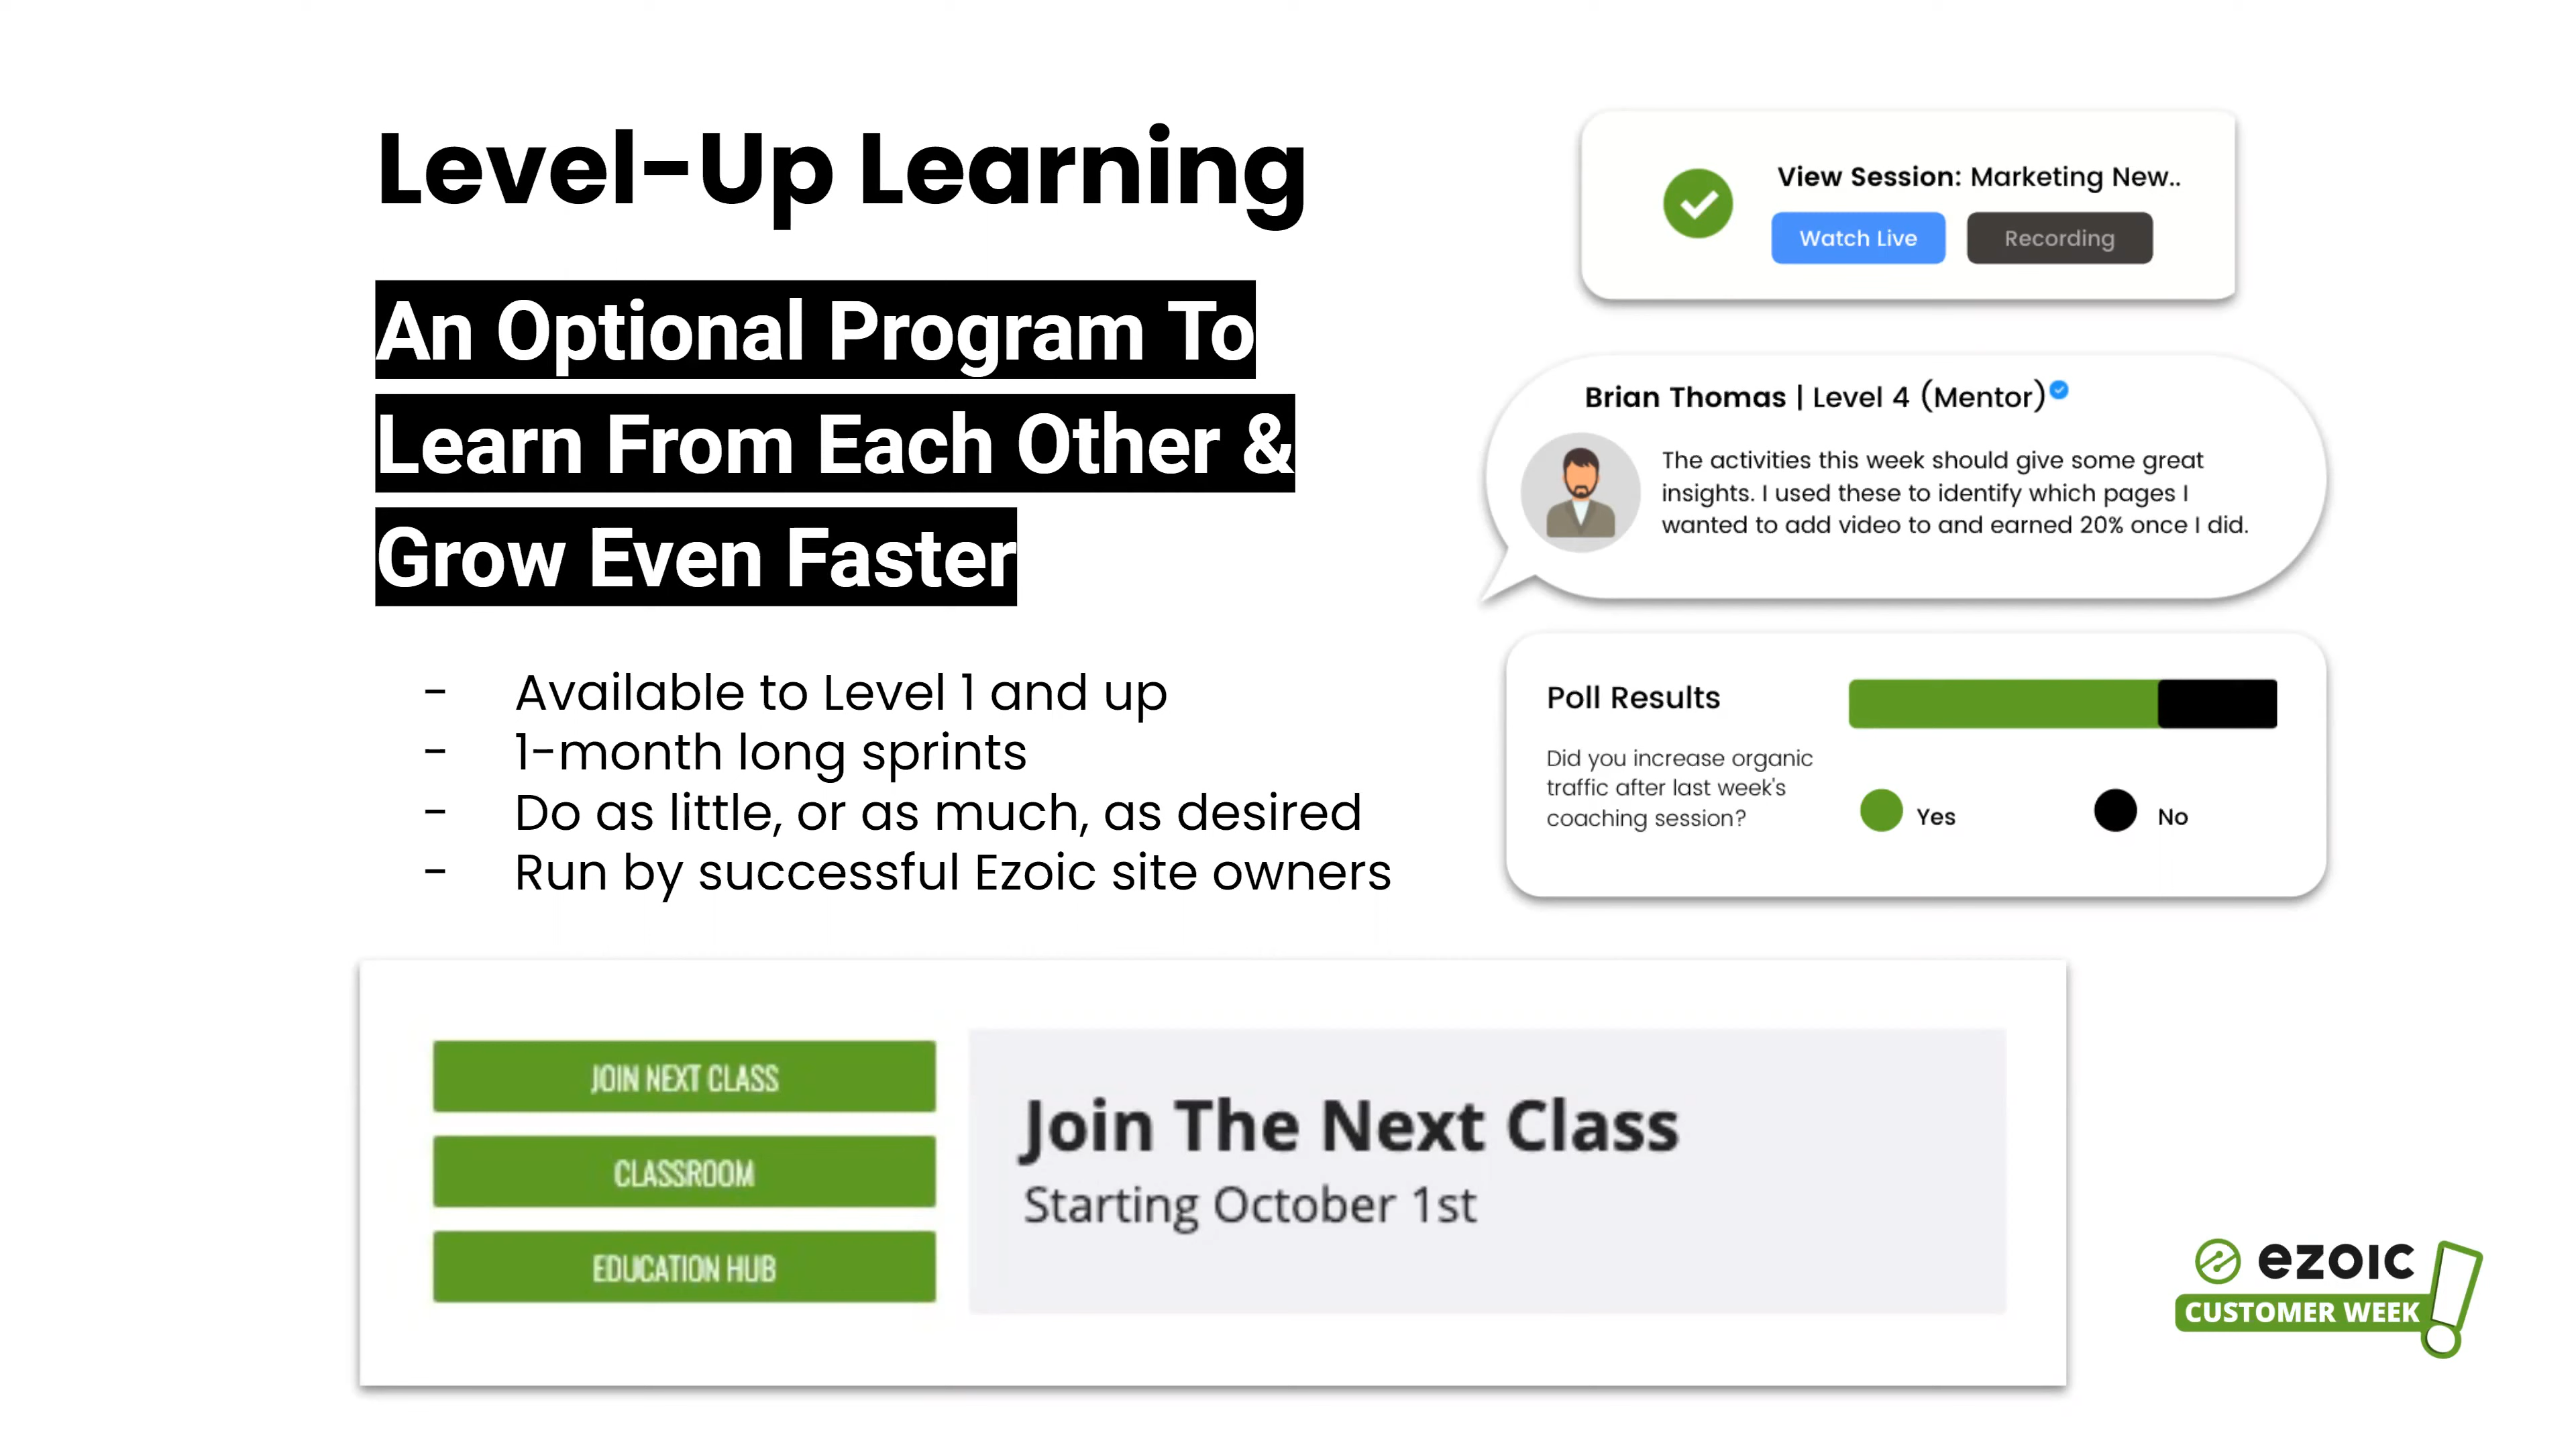 Level-Up Learning
An Optional Program To
Learn From Each Other &
Grow Even Faster
- Available to Level 1 and up
- 1-month long sprints
- Do as little, or as much, as desired
- Run by successful Ezoic site owners
View Session: Marketing New..
Watch Live
Recording
Brian Thomas | Level 4 (Mentor)
The activities this week should give some great
insights. I used these to identify which pages I
wanted to add video to and earned 20% once I did.
Poll Results
Did you increase organic
traffic after last week's
coaching session?
Yes
No
JOIN NEXT CLASS
CLASSROOM
EDUCATION HUB
Join The Next Class
Starting October 1st
ezoic
CUSTOMER WEEK